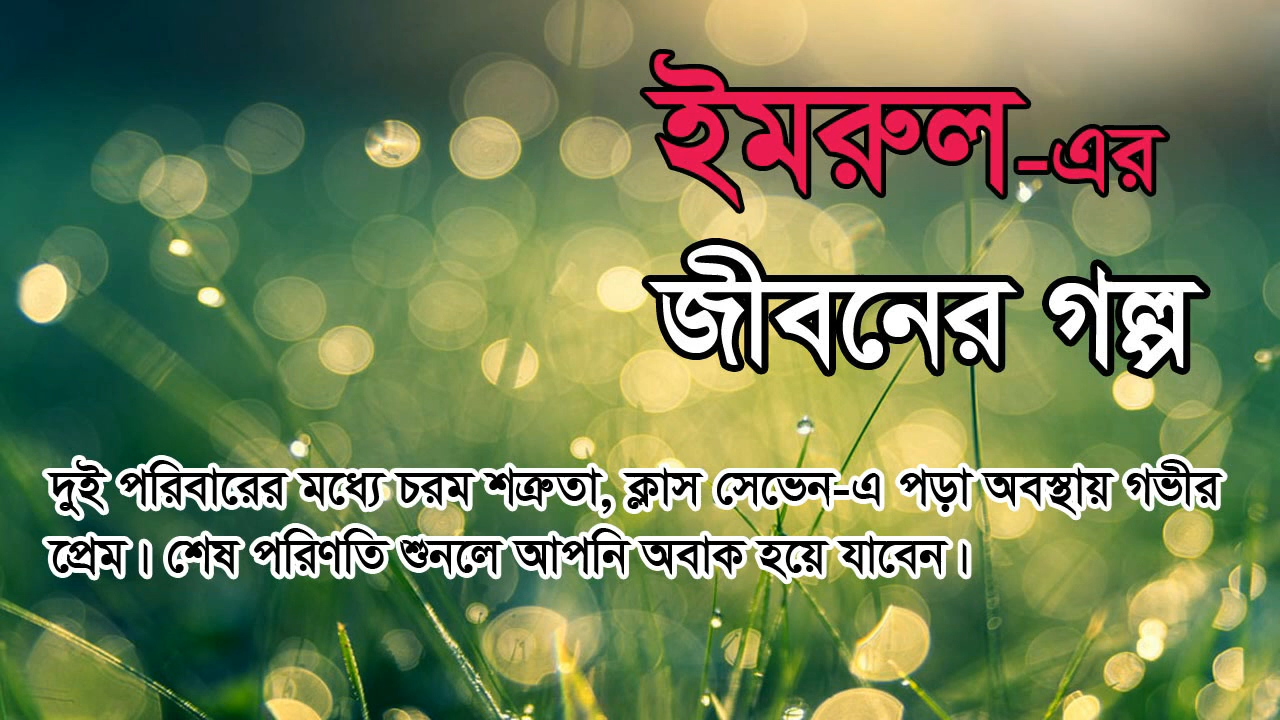 ইমরুল-এর
জীবনের গল্প
দুই পরিবারের মধ্যে চরম শত্রুতা, ক্লাস সেভেন-এ পড়া অবস্থায় গভীর
প্রেম। শেষ পরিণতি শুনলে আপনি অবাক হয়ে যাবেন।